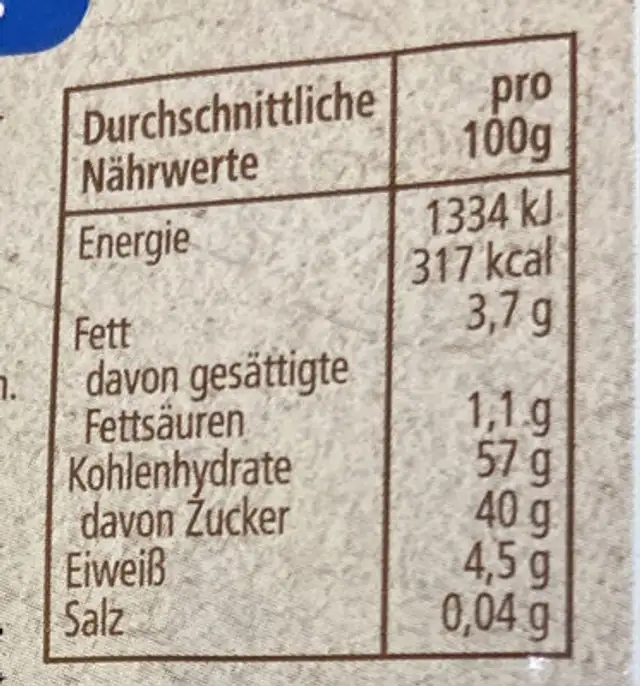 Durchschnittliche Nährwerte pro 100g
Energie 1334 kJ
317 kcal
Fett 3,7 g
davon gesättigte
Fettsäuren 1,1 g
Kohlenhydrate 57 g
davon Zucker 40 g
Eiweiß 4,5 g
Salz 0,04 g